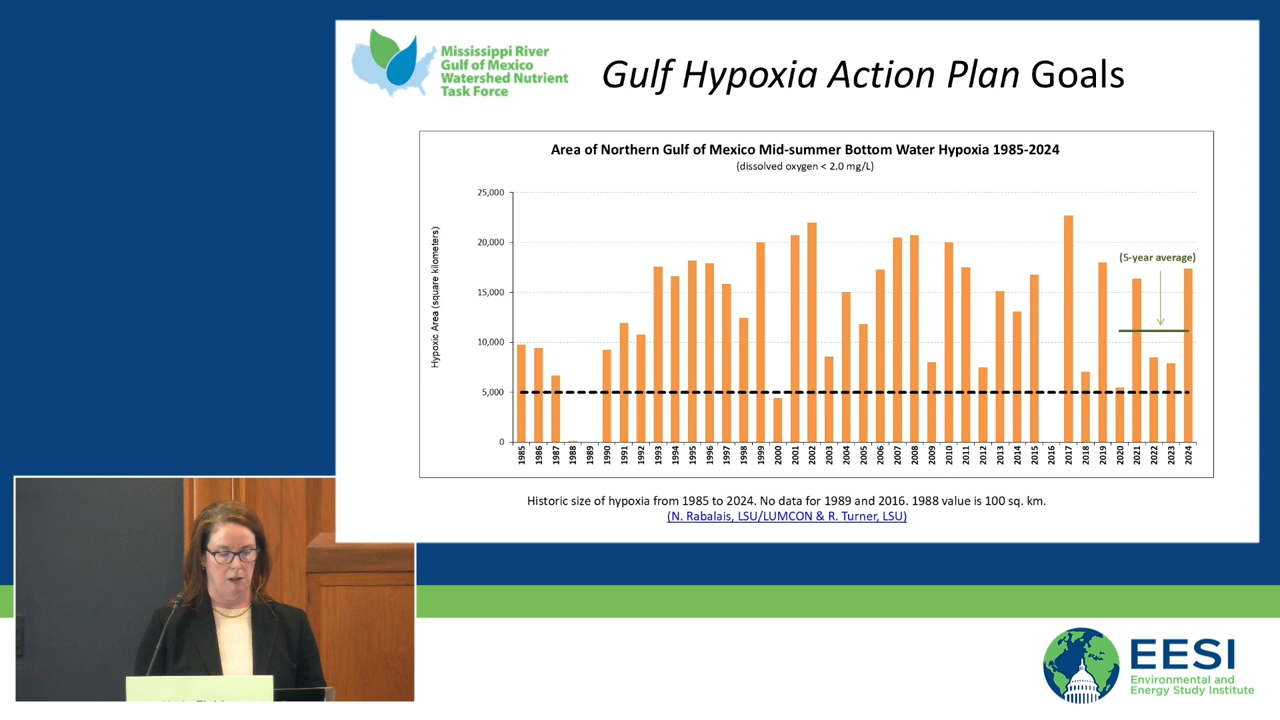 Mississippi River
Gulf of Mexico
Watershed Nutrient
Task Force
Gulf Hypoxia Action Plan Goals
Area of Northern Gulf of Mexico Mid-summer Bottom Water Hypoxia 1985-2024
(dissolved oxygen < 2.0 mg/L)
Hypoxic Area (square kilometers)
25,000
20,000
15,000
10,000
5,000
0
(5-year average)
1985 1986 1987 1988 1989 1990 1991 1992 1993 1994 1995 1996 1997 1998 1999 2000 2001 2002 2003 2004 2005 2006 2007 2008 2009 2010 2011 2012 2013 2014 2015 2016 2017 2018 2019 2020 2021 2022 2023 2024
Historic size of hypoxia from 1985 to 2024. No data for 1989 and 2016. 1988 value is 100 sq. km.
(N. Rabalais, LSU/LUMCON & R. Turner, LSU)
EESI
Environmental and
Energy Study Institute